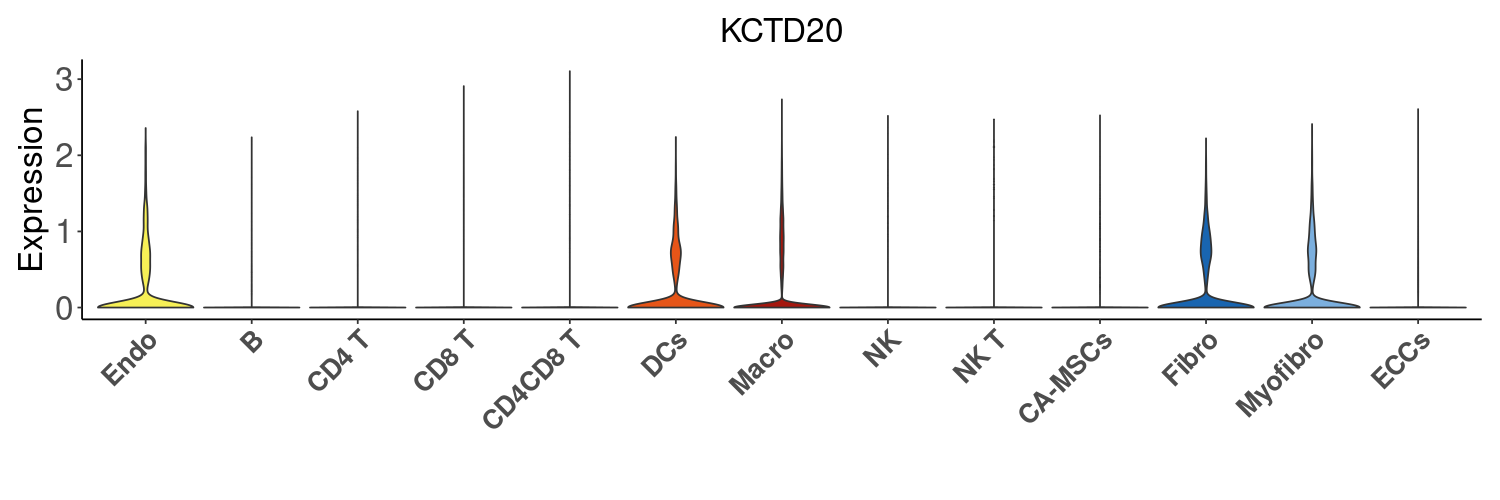 KCTD20
Expression
3
2
1
0
Endo
B
CD4 T
CD8 T
CD4CD8 T
DCs
Macro
NK
NK T
CA-MSCs
Fibro
Myofibro
ECCs